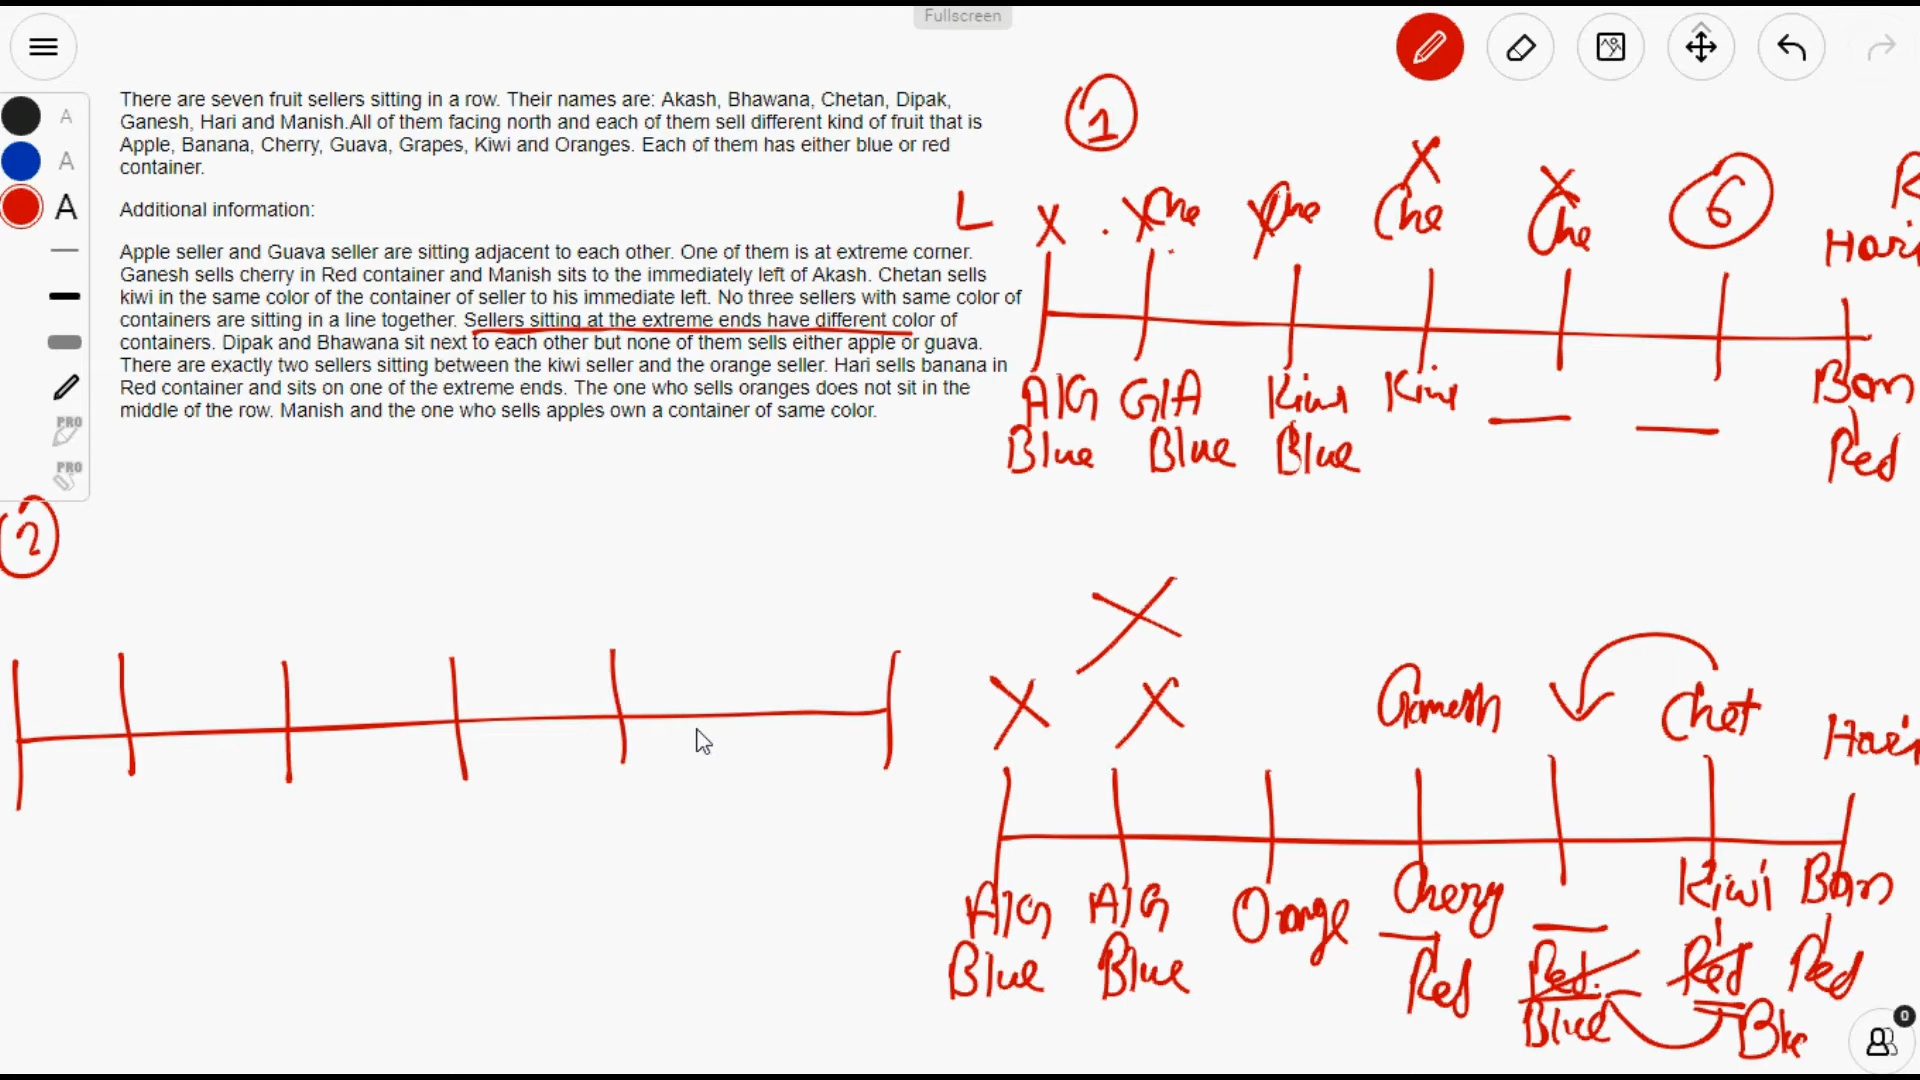 Fullscreen
A
A
A
PRO
PRO
There are seven fruit sellers sitting in a row. Their names are: Akash, Bhawana, Chetan, Dipak,
Ganesh, Hari and Manish.All of them facing north and each of them sell different kind of fruit that is
Apple, Banana, Cherry, Guava, Grapes, Kiwi and Oranges. Each of them has either blue or red
container.
Additional information:
Apple seller and Guava seller are sitting adjacent to each other. One of them is at extreme corner.
Ganesh sells cherry in Red container and Manish sits to the immediately left of Akash. Chetan sells
kiwi in the same color of the container of seller to his immediate left. No three sellers with same color of
containers are sitting in a line together. Sellers sitting at the extreme ends have different color of
containers. Dipak and Bhawana sit next to each other but none of them sells either apple or guava.
There are exactly two sellers sitting between the kiwi seller and the orange seller. Hari sells banana in
Red container and sits on one of the extreme ends. The one who sells oranges does not sit in the
middle of the row. Manish and the one who sells apples own a container of same color.
1
L X X Che Che X Che X Che 6 R
Hari
A/G G/A Kiwi Kiwi Ban
Blue Blue Blue Red
2
X
X X Ganesh Chet Hari
A/G A/G Orange Chery Kiwi Ban
Blue Blue Red Red Red Red
Blue Ble
0